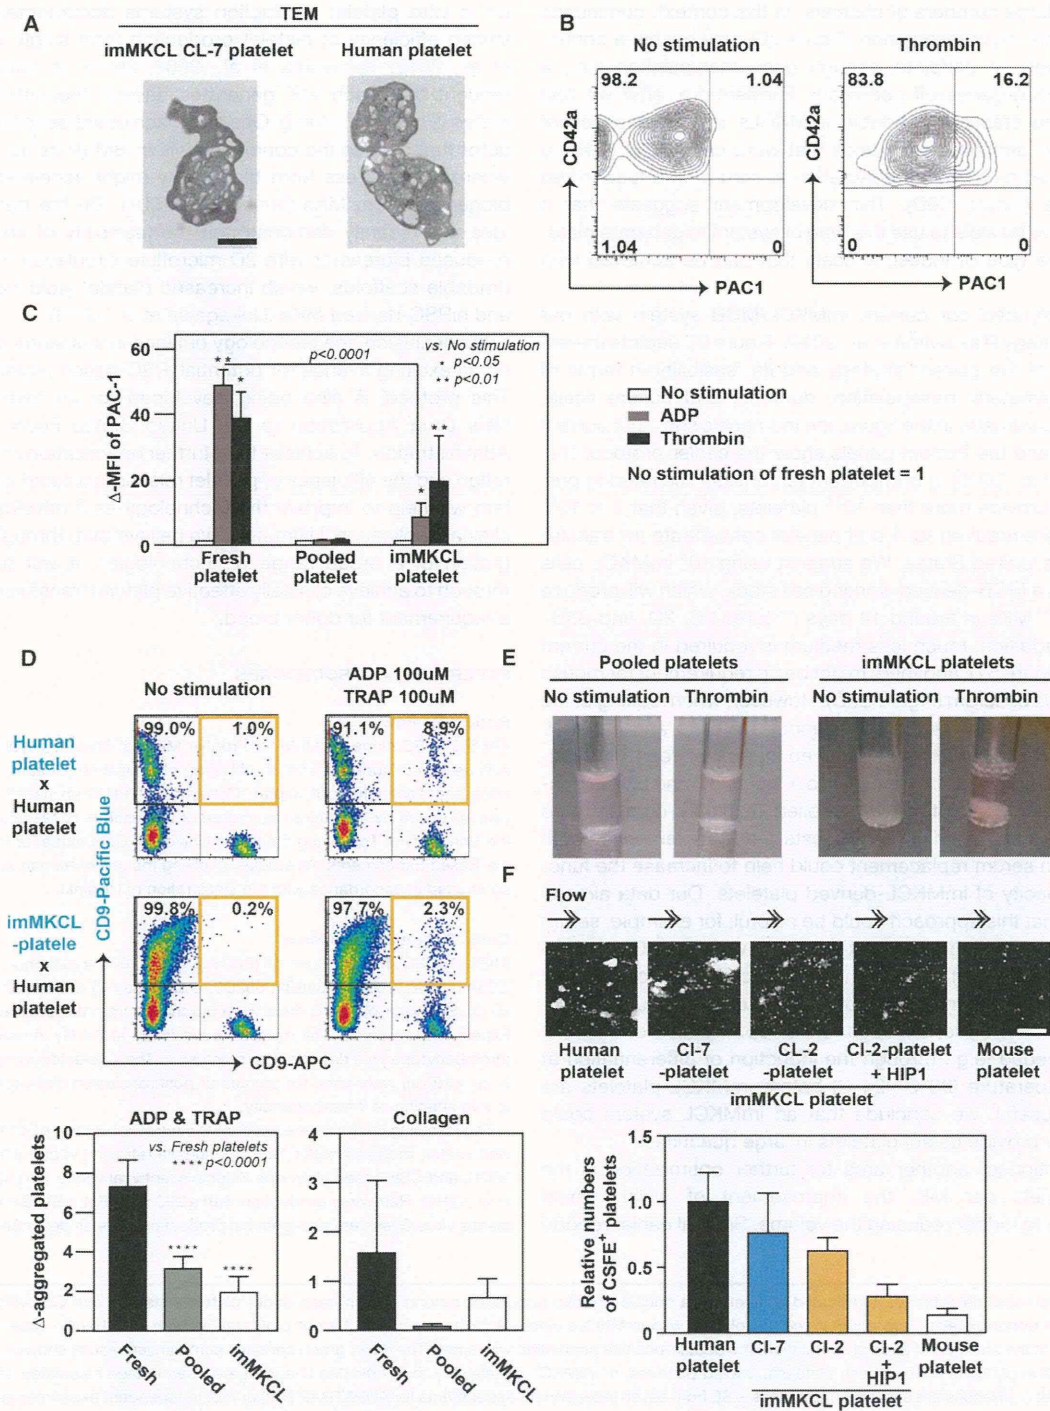 A
TEM
imMKCL CL-7 platelet
Human platelet
B
No stimulation
Thrombin
98.2
1.04
1.04
0
83.8
16.2
30
0
CD42a
CD42a
PAC1
PAC1
C
60
40
20
0
Δ-MFI of PAC-1
p<0.0001
vs. No stimulation
* p<0.05
** p<0.01
**
*
*
**
Fresh platelet
Pooled platelet
imMKCL platelet
No stimulation
ADP
Thrombin
No stimulation of fresh platelet = 1
D
No stimulation
ADP 100uM
TRAP 100uM
Human platelet
x
Human platelet
99.0%
1.0%
91.1%
8.9%
imMKCL
-platele
x
Human platelet
99.8%
0.2%
97.7%
2.3%
CD9-Pacific Blue
CD9-APC
ADP & TRAP
vs. Fresh platelets
**** p<0.0001
10
8
6
4
2
0
Δ-aggregated platelets
****
****
Fresh
Pooled
imMKCL
Collagen
4
3
2
1
0
Fresh
Pooled
imMKCL
E
Pooled platelets
imMKCL platelets
No stimulation
Thrombin
No stimulation
Thrombin
F
Flow
Human platelet
Cl-7 -platelet
CL-2 -platelet
Cl-2-platelet + HIP1
Mouse platelet
imMKCL platelet
1.5
1.0
0.5
0
Relative numbers of CSFE+ platelets
Human platelet
Cl-7
Cl-2
Cl-2 + HIP1
Mouse platelet
imMKCL platelet